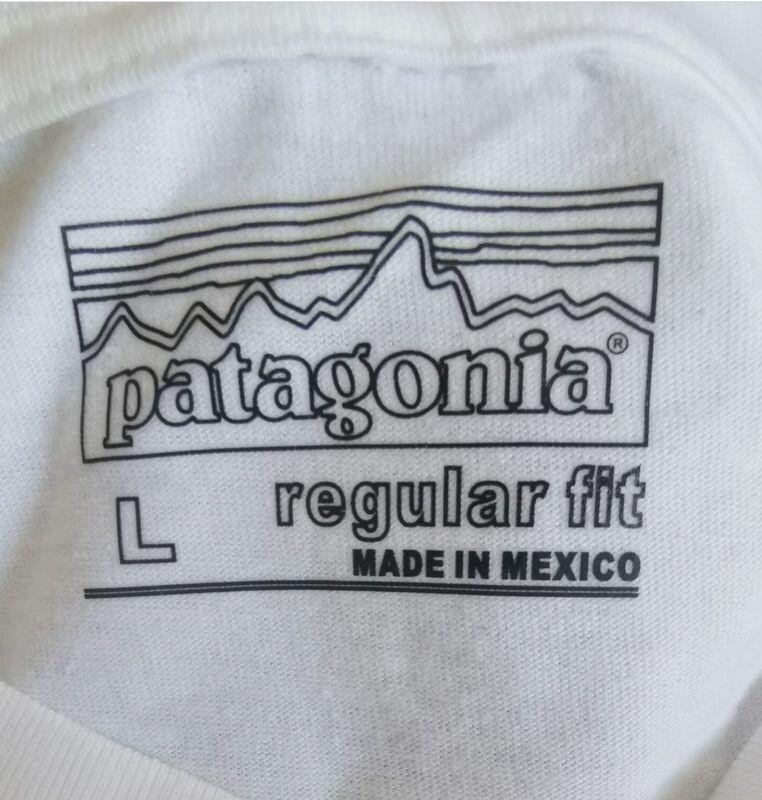 patagonia®
L regular fit
MADE IN MEXICO